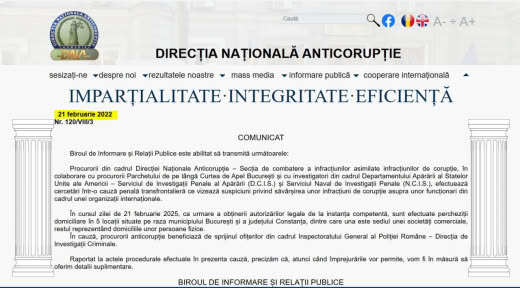 Caută
A- ÷ A+
DIRECȚIA NAȚIONALĂ ANTICORUPȚIE
sesizați-ne despre noi rezultatele noastre mass media informare publică cooperare internațională
IMPARȚIALITATE·INTEGRITATE·EFICIENȚĂ
21 februarie 2022
Nr. 120/VIII/3
COMUNICAT
Biroul de Informare și Relații Publice este abilitat să transmită următoarele:
Procurorii din cadrul Direcției Naționale Anticorupție - Secția de combatere a infracțiunilor asimilate infracțiunilor de corupție, în
colaborare cu procurorii Parchetului de pe lângă Curtea de Apel București și cu investigatori din cadrul Departamentului Apărării al Statelor
Unite ale Americii – Serviciul de Investigații Penale al Apărării (D.C.I.S.) și Serviciul Naval de Investigații Penale (N.C.I.S.), efectuează
cercetări într-o cauză penală transfrontalieră ce vizează suspiciuni privind săvârșirea unor infracțiuni de corupție asupra unor funcționari din
cadrul unei organizații internaționale.
În cursul zilei de 21 februarie 2025, ca urmare a obținerii autorizărilor legale de la instanța competentă, sunt efectuate percheziții
domiciliare în 5 locații situate pe raza municipiului București și a județului Constanța, dintre care una este sediul unei societăți comerciale,
restul reprezentând domiciliile unor persoane fizice.
În cauză, procurorii anticorupție beneficiază de sprijinul ofițerilor din cadrul Inspectoratului General al Poliției Române – Direcția de
Investigații Criminale.
Raportat la actele procedurale efectuate în prezenta cauză, precizăm că, atunci când împrejurările vor permite, vom fi în măsură să
oferim detalii suplimentare.
BIROUL DE INFORMARE ȘI RELAȚII PUBLICE